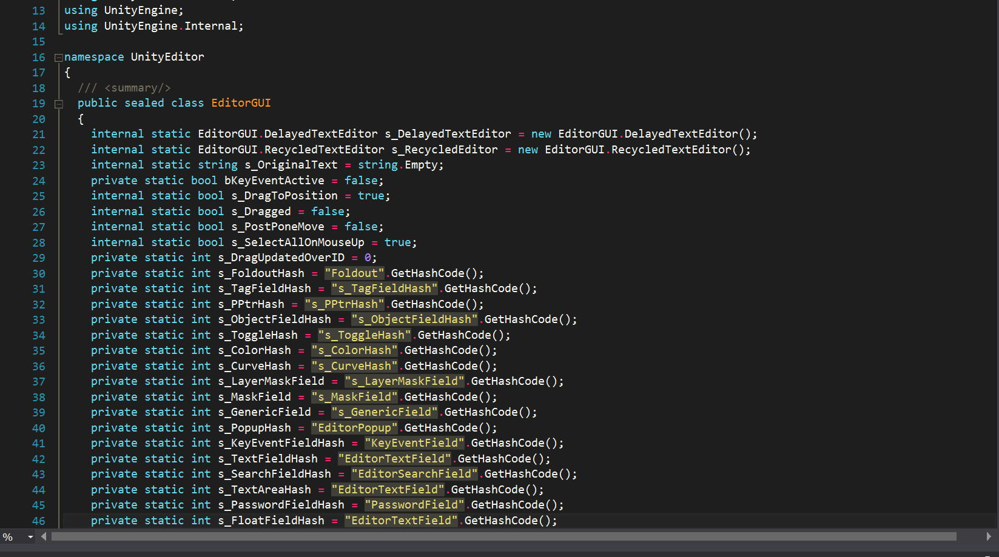 13 using UnityEngine;
14 using UnityEngine.Internal;
15
16 namespace UnityEditor
17 {
18 /// <summary/>
19 public sealed class EditorGUI
20 {
21 internal static EditorGUI.DelayedTextEditor s_DelayedTextEditor = new EditorGUI.DelayedTextEditor();
22 internal static EditorGUI.RecycledTextEditor s_RecycledEditor = new EditorGUI.RecycledTextEditor();
23 internal static string s_OriginalText = string.Empty;
24 private static bool bKeyEventActive = false;
25 internal static bool s_DragToPosition = true;
26 internal static bool s_Dragged = false;
27 internal static bool s_PostPoneMove = false;
28 internal static bool s_SelectAllOnMouseUp = true;
29 private static int s_DragUpdatedOverID = 0;
30 private static int s_FoldoutHash = "Foldout".GetHashCode();
31 private static int s_TagFieldHash = "s_TagFieldHash".GetHashCode();
32 private static int s_PPtrHash = "s_PPtrHash".GetHashCode();
33 private static int s_ObjectFieldHash = "s_ObjectFieldHash".GetHashCode();
34 private static int s_ToggleHash = "s_ToggleHash".GetHashCode();
35 private static int s_ColorHash = "s_ColorHash".GetHashCode();
36 private static int s_CurveHash = "s_CurveHash".GetHashCode();
37 private static int s_LayerMaskField = "s_LayerMaskField".GetHashCode();
38 private static int s_MaskField = "s_MaskField".GetHashCode();
39 private static int s_GenericField = "s_GenericField".GetHashCode();
40 private static int s_PopupHash = "EditorPopup".GetHashCode();
41 private static int s_KeyEventFieldHash = "KeyEventField".GetHashCode();
42 private static int s_TextFieldHash = "EditorTextField".GetHashCode();
43 private static int s_SearchFieldHash = "EditorSearchField".GetHashCode();
44 private static int s_TextAreaHash = "EditorTextField".GetHashCode();
45 private static int s_PasswordFieldHash = "PasswordField".GetHashCode();
46 private static int s_FloatFieldHash = "EditorTextField".GetHashCode();
%